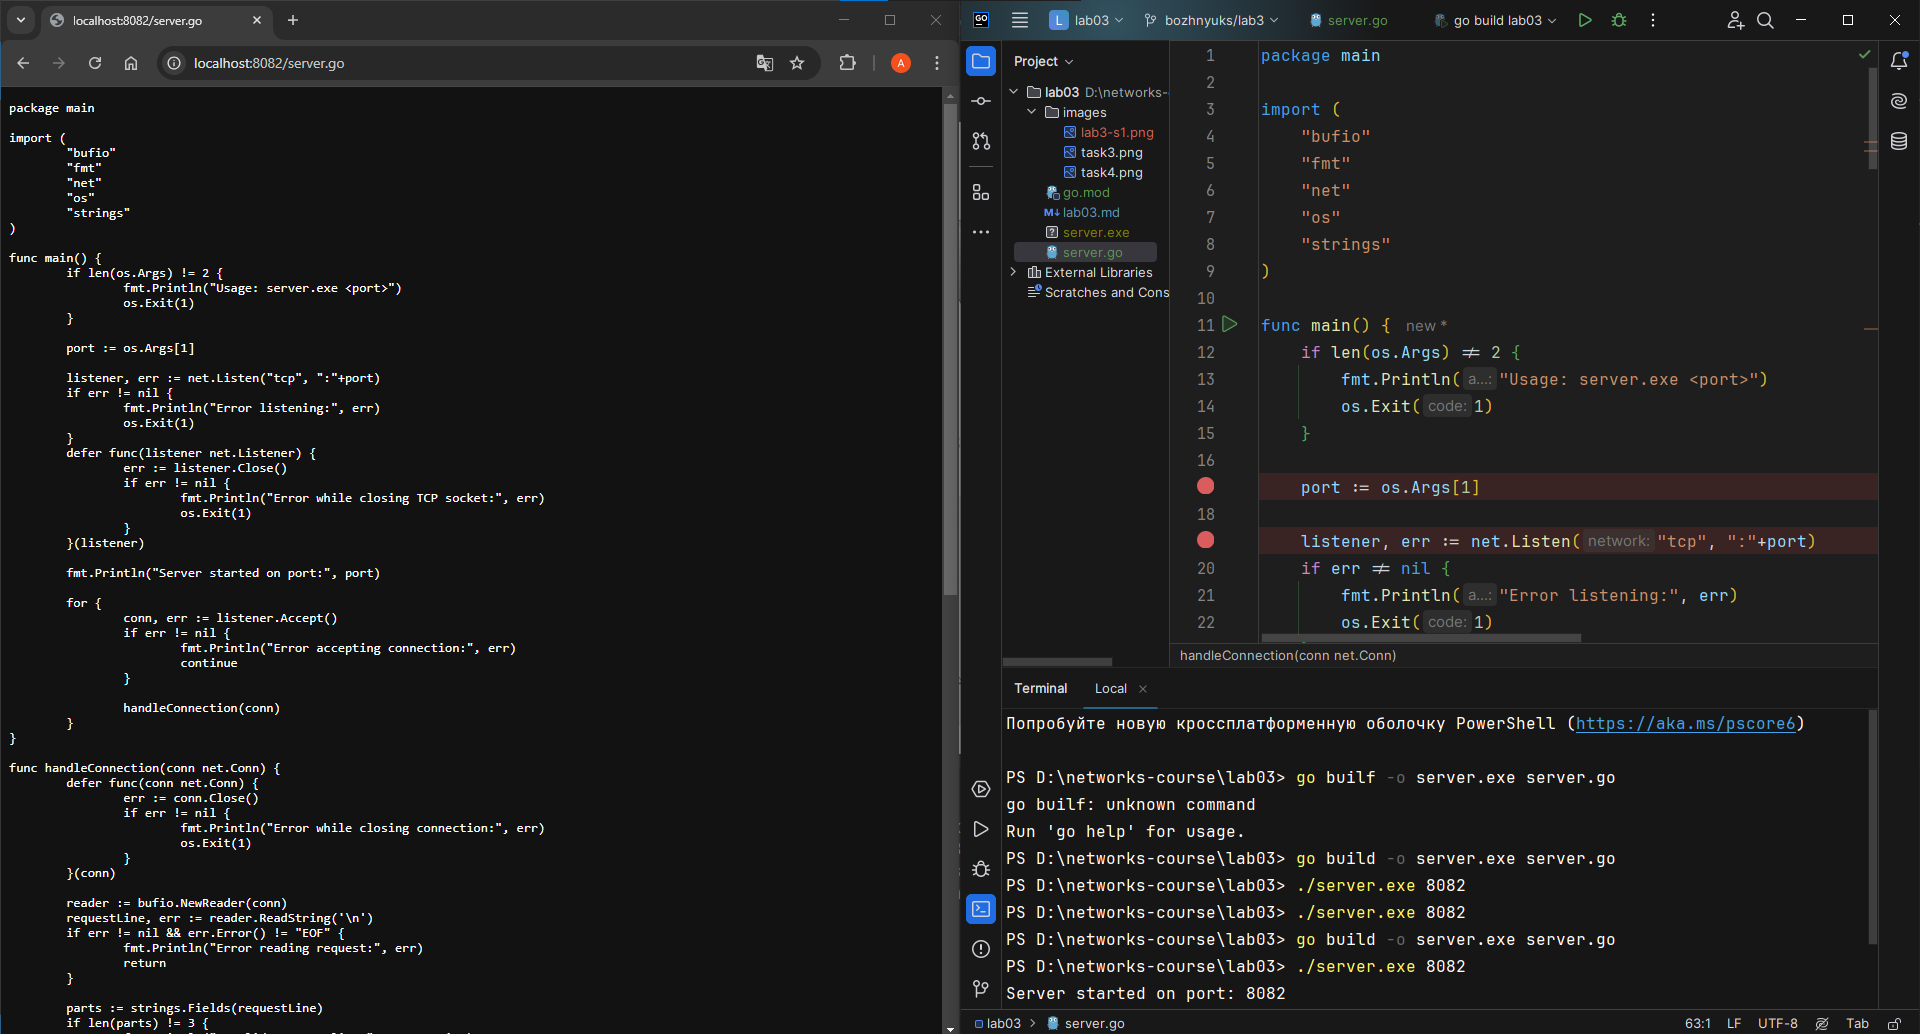 localhost:8082/server.go
localhost:8082/server.go
A
package main
import (
"bufio"
"fmt"
"net"
"os"
"strings"
)
func main() {
if len(os.Args) != 2 {
fmt.Println("Usage: server.exe <port>")
os.Exit(1)
}
port := os.Args[1]
listener, err := net.Listen("tcp", ":"+port)
if err != nil {
fmt.Println("Error listening:", err)
os.Exit(1)
}
defer func(listener net.Listener) {
err := listener.Close()
if err != nil {
fmt.Println("Error while closing TCP socket:", err)
os.Exit(1)
}
}(listener)
fmt.Println("Server started on port:", port)
for {
conn, err := listener.Accept()
if err != nil {
fmt.Println("Error accepting connection:", err)
continue
}
handleConnection(conn)
}
}
func handleConnection(conn net.Conn) {
defer func(conn net.Conn) {
err := conn.Close()
if err != nil {
fmt.Println("Error while closing connection:", err)
os.Exit(1)
}
}(conn)
reader := bufio.NewReader(conn)
requestLine, err := reader.ReadString('\n')
if err != nil && err.Error() != "EOF" {
fmt.Println("Error reading request:", err)
return
}
parts := strings.Fields(requestLine)
if len(parts) != 3 {
GO L lab03 bozhnyuks/lab3 server.go go build lab03
Project
lab03 D:\networks-
images
lab3-s1.png
task3.png
task4.png
go.mod
M↓ lab03.md
server.exe
server.go
External Libraries
Scratches and Cons
1 package main
2
3 import (
4 "bufio"
5 "fmt"
6 "net"
7 "os"
8 "strings"
9 )
10
11 func main() { new *
12 if len(os.Args) ≠ 2 {
13 fmt.Println( a...: "Usage: server.exe <port>")
14 os.Exit( code: 1)
15 }
16
port := os.Args[1]
18
listener, err := net.Listen( network: "tcp", ":"+port)
20 if err ≠ nil {
21 fmt.Println( a...: "Error listening:", err)
22 os.Exit( code: 1)
handleConnection(conn net.Conn)
Terminal Local
Попробуйте новую кроссплатформенную оболочку PowerShell (https://aka.ms/pscore6)
PS D:\networks-course\lab03> go builf -o server.exe server.go
go builf: unknown command
Run 'go help' for usage.
PS D:\networks-course\lab03> go build -o server.exe server.go
PS D:\networks-course\lab03> ./server.exe 8082
PS D:\networks-course\lab03> ./server.exe 8082
PS D:\networks-course\lab03> go build -o server.exe server.go
PS D:\networks-course\lab03> ./server.exe 8082
Server started on port: 8082
lab03 > server.go 63:1 LF UTF-8 Tab